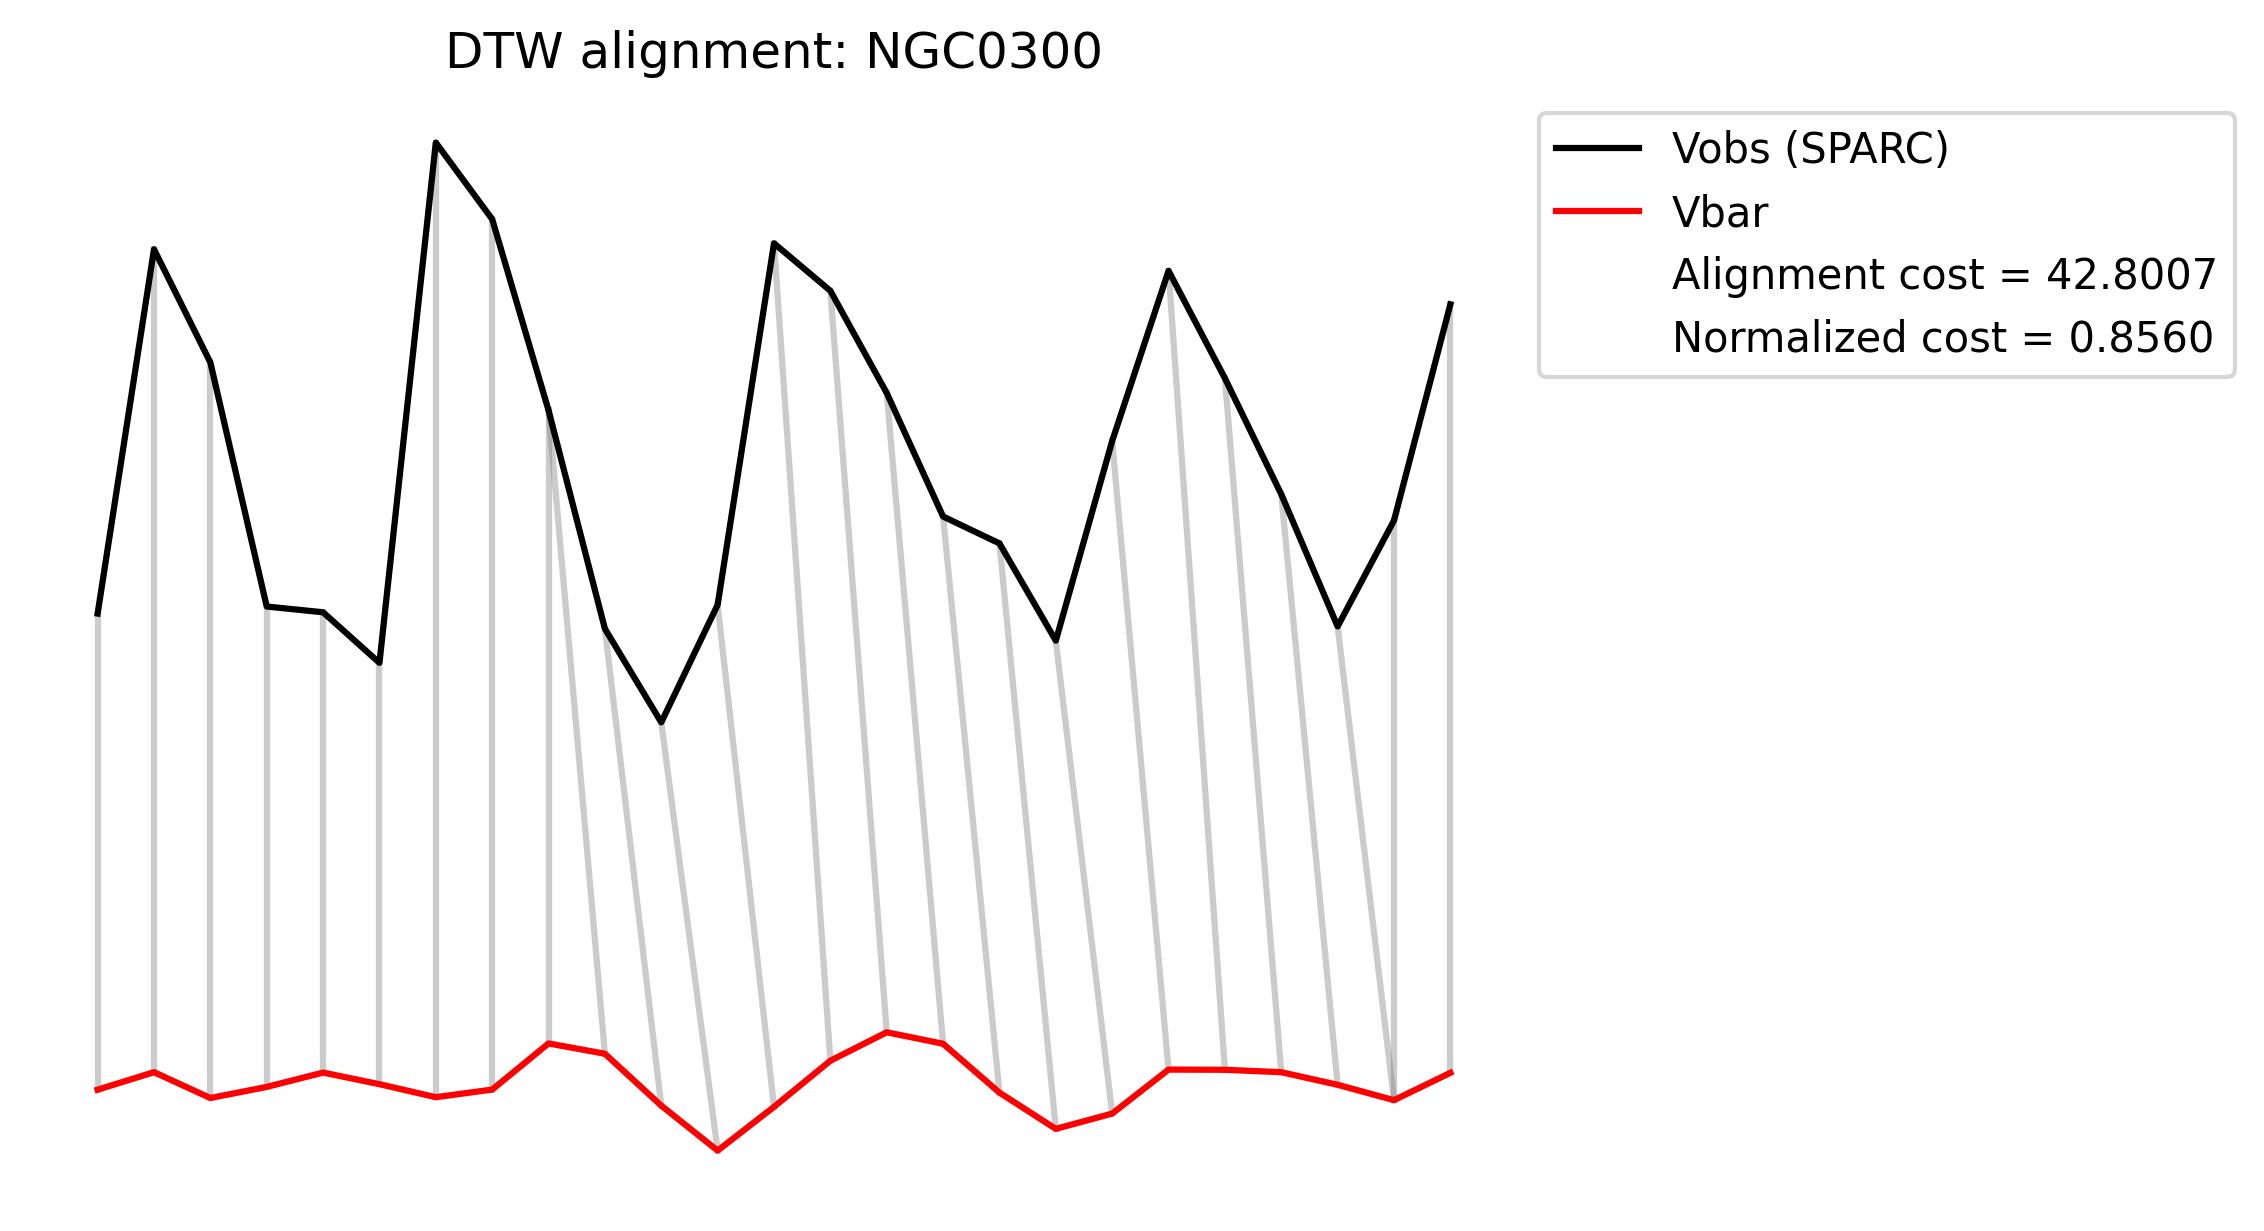 DTW alignment: NGC0300
Vobs (SPARC)
Vbar
Alignment cost = 42.8007
Normalized cost = 0.8560